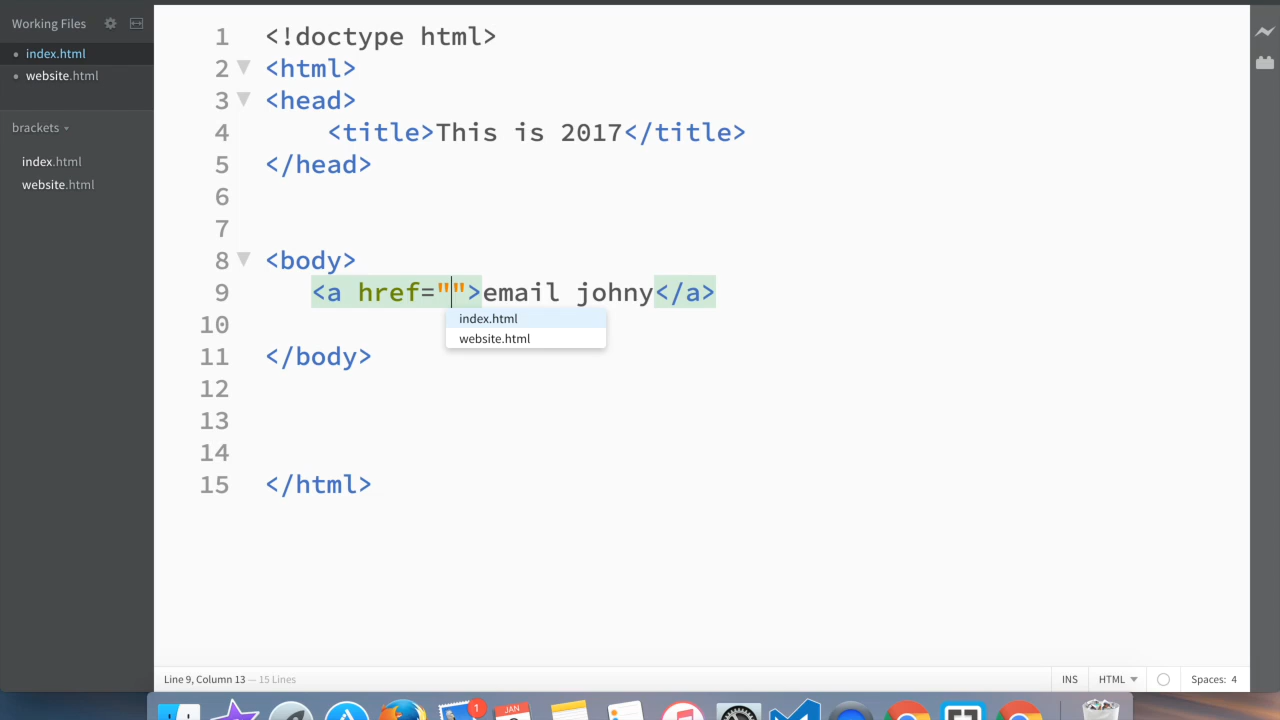 Working Files
index.html
website.html
brackets
index.html
website.html
1 <!doctype html>
2 <html>
3 <head>
4 <title>This is 2017</title>
5 </head>
6
7
8 <body>
9 <a href="">email johny</a>
index.html
website.html
10
11 </body>
12
13
14
15 </html>
Line 9, Column 13 — 15 Lines
INS
HTML
Spaces: 4
1
JAN